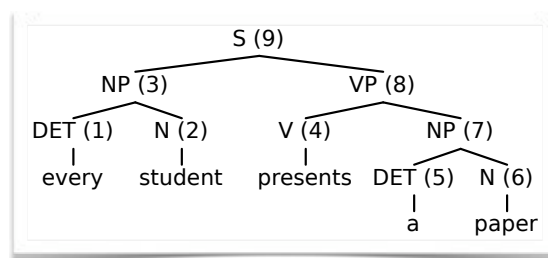 S (9)
NP (3) VP (8)
DET (1) N (2) V (4) NP (7)
every student presents DET (5) N (6)
a paper